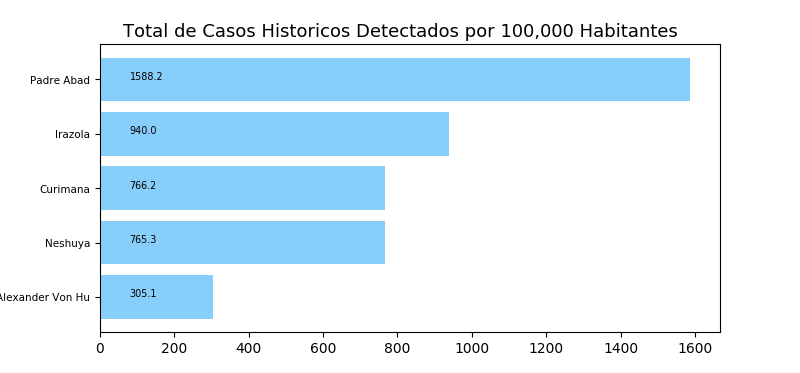 Total de Casos Historicos Detectados por 100,000 Habitantes
Padre Abad 1588.2
Irazola 940.0
Curimana 766.2
Neshuya 765.3
Alexander Von Hu 305.1
0 200 400 600 800 1000 1200 1400 1600